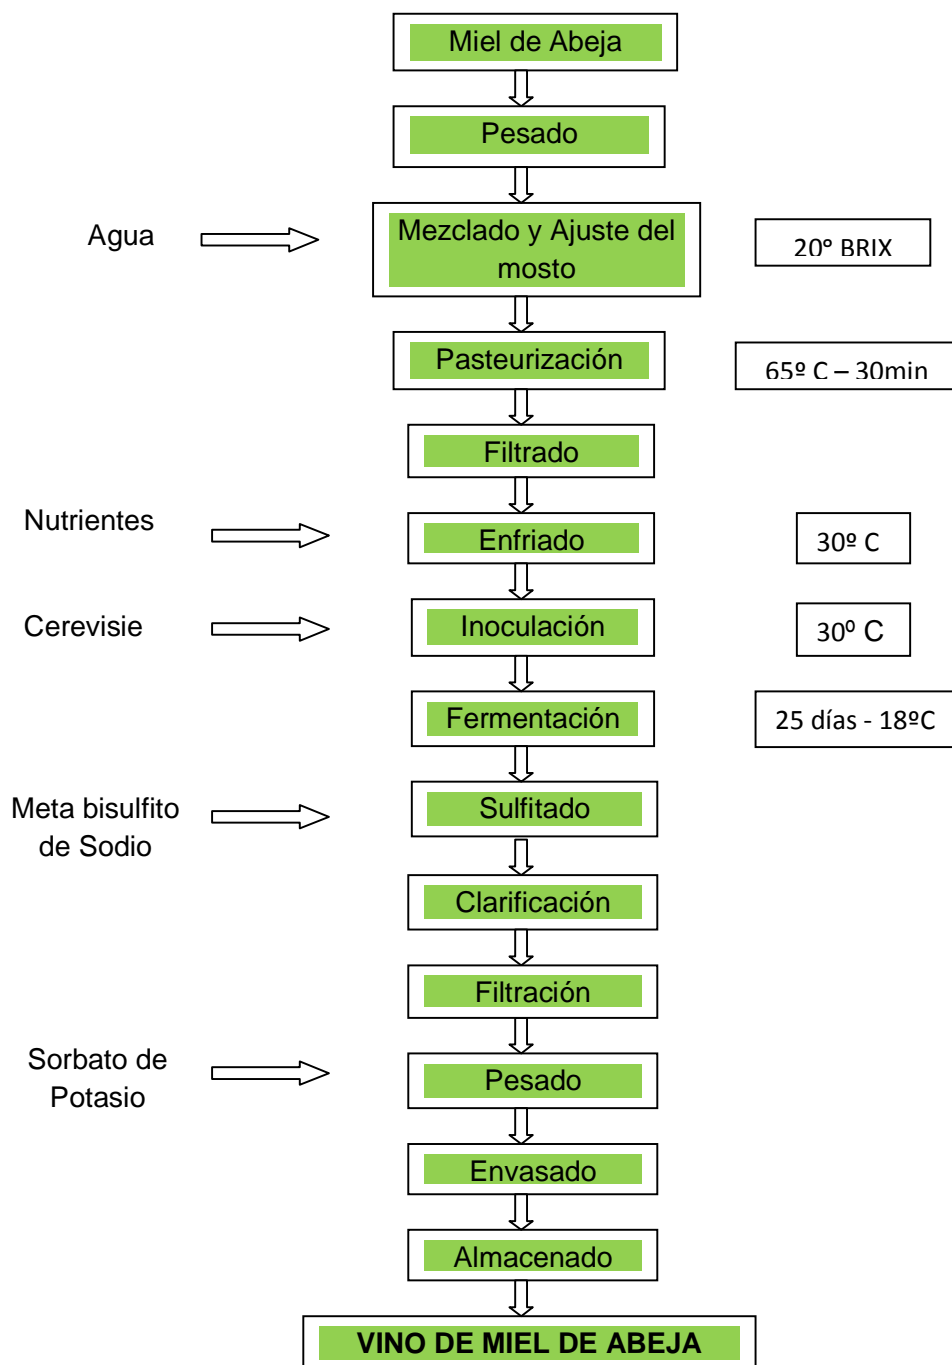 Miel de Abeja
Pesado
Agua
Mezclado y Ajuste del
mosto
20º BRIX
Pasteurización
65º C – 30min
Filtrado
Nutrientes
Enfriado
30º C
Cerevisie
Inoculación
30º C
Fermentación
25 días - 18ºC
Meta bisulfito
de Sodio
Sulfitado
Clarificación
Filtración
Sorbato de
Potasio
Pesado
Envasado
Almacenado
VINO DE MIEL DE ABEJA